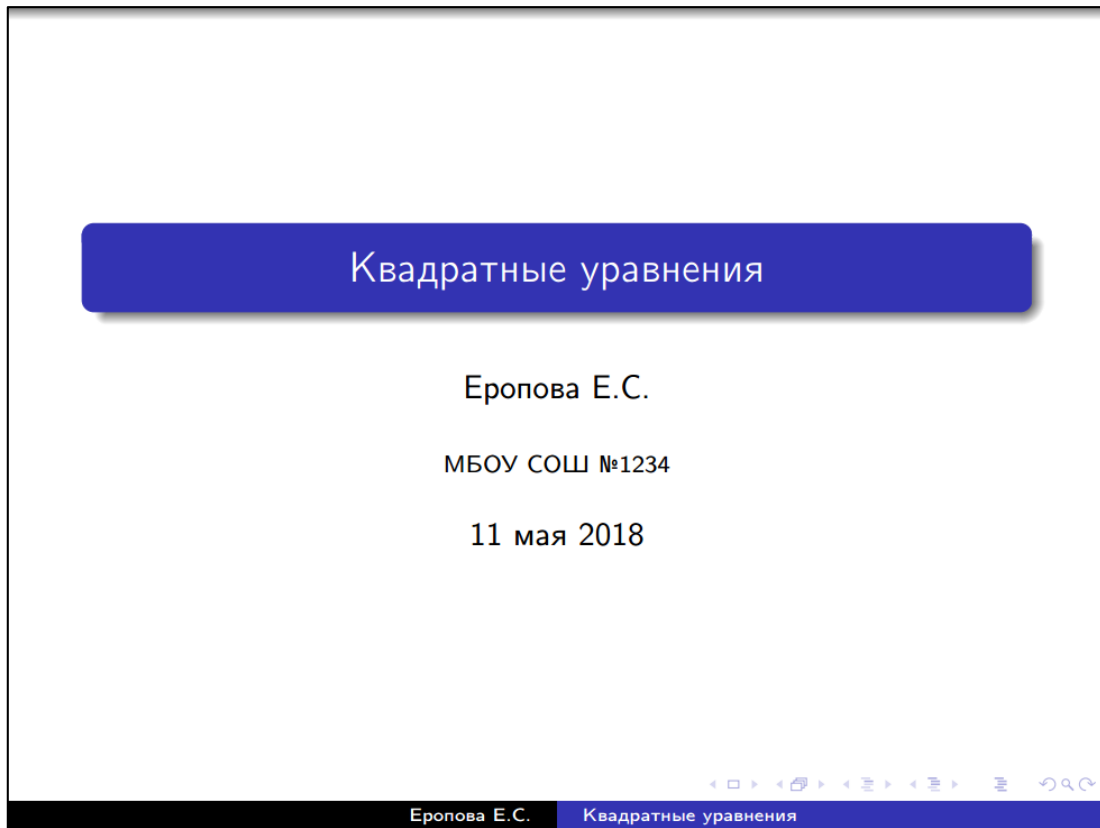 Квадратные уравнения
Еропова Е.С.
МБОУ СОШ №1234
11 мая 2018
Еропова Е.С. Квадратные уравнения